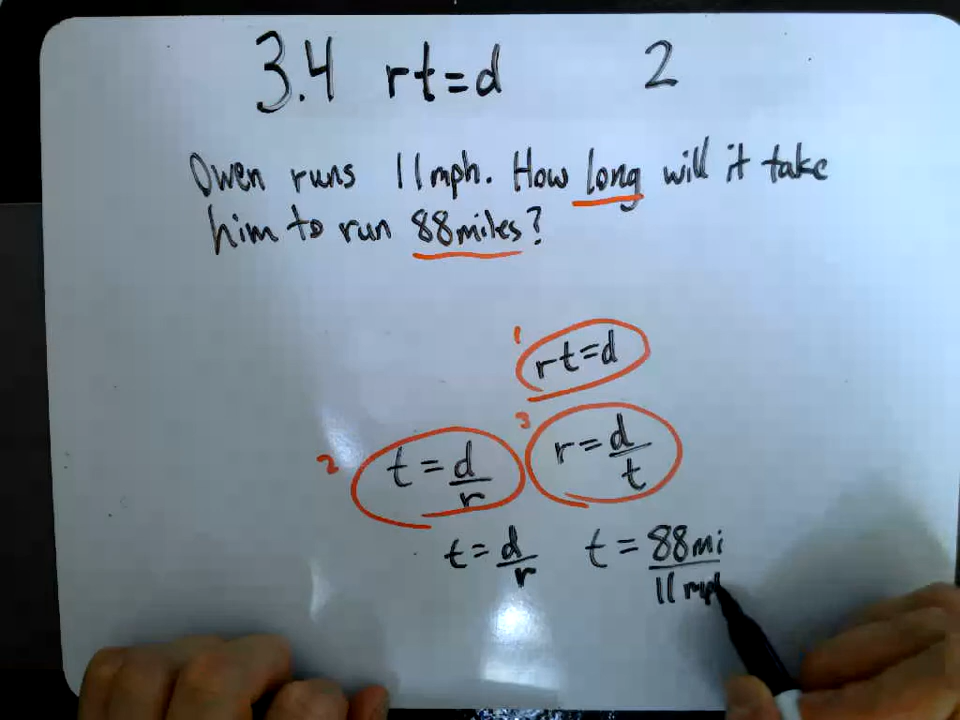 3.4 rt=d 2
Owen runs 11mph. How long will it take
him to run 88miles?
1 rt=d
2 t=d/r 3 r=d/t
t=d/r t=88mi/11mph